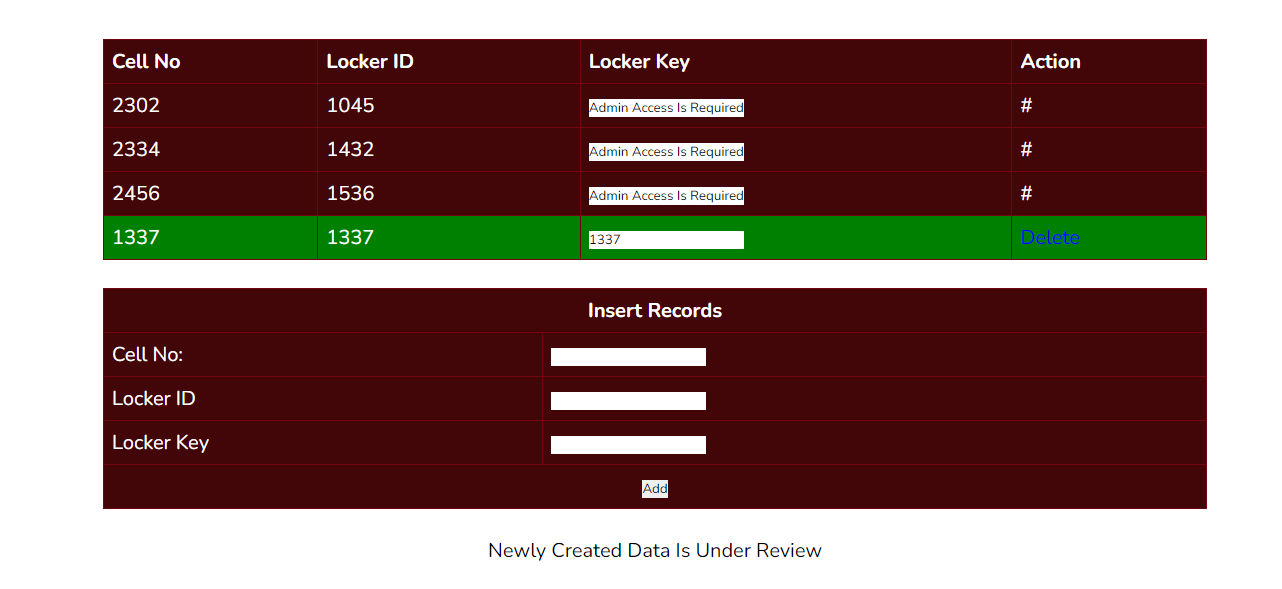 Cell No Locker ID Locker Key Action
2302 1045 Admin Access Is Required #
2334 1432 Admin Access Is Required #
2456 1536 Admin Access Is Required #
1337 1337 1337 Delete
Insert Records
Cell No:
Locker ID
Locker Key
Add
Newly Created Data Is Under Review